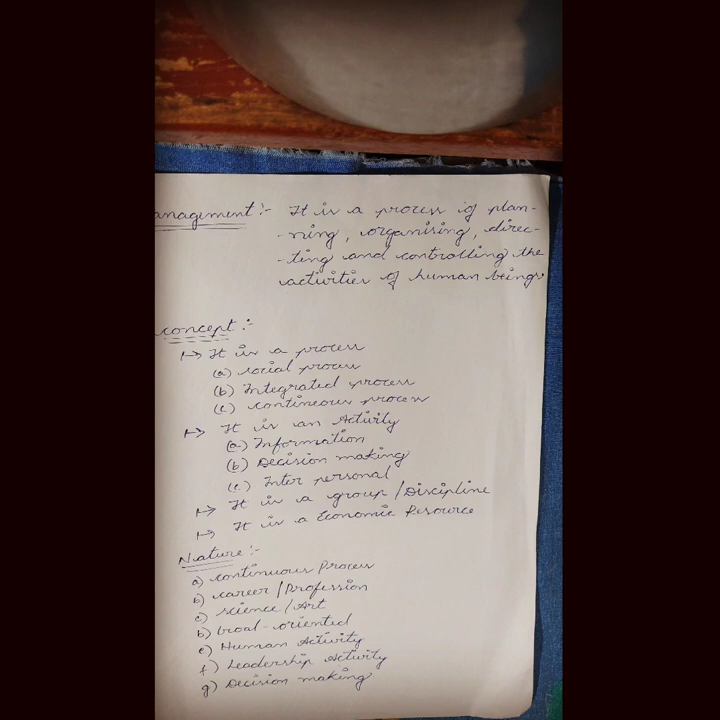 anagement :- It is a process of plan-
-ning, organising, direc-
-ting and controlling the
activities of human beings.
concept :-
↦ It is a process
(a) social process
(b) Integrated process
(c) contineous process
↦ It is an Activity
(a) Information
(b) Decision making
(c) Inter personal
↦ It is a group / Discipline
↦ It is a Economic Resource
Nature :-
a) continuous Process
b) career / Profession
c) science / Art
b) Goal-oriented
e) Human Activity
f) Leadership Activity
g) Decision making